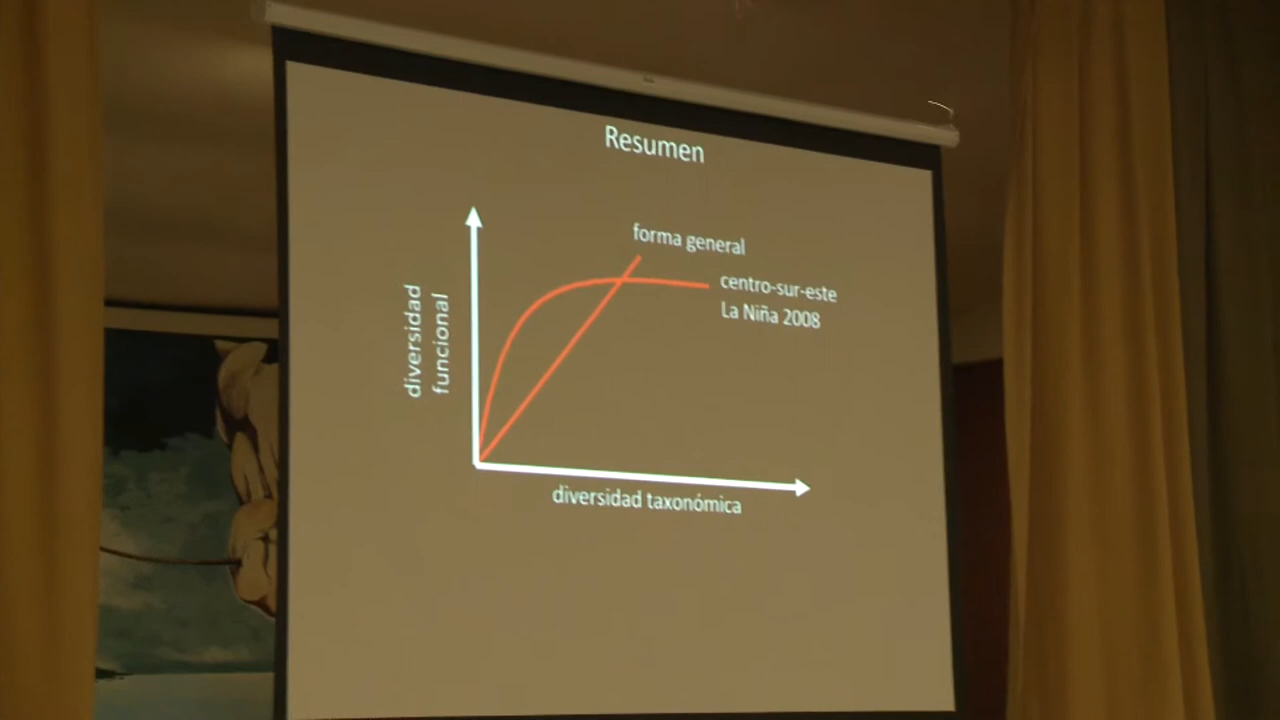 Resumen
forma general
centro-sur-este
La Niña 2008
diversidad
funcional
diversidad taxonómica